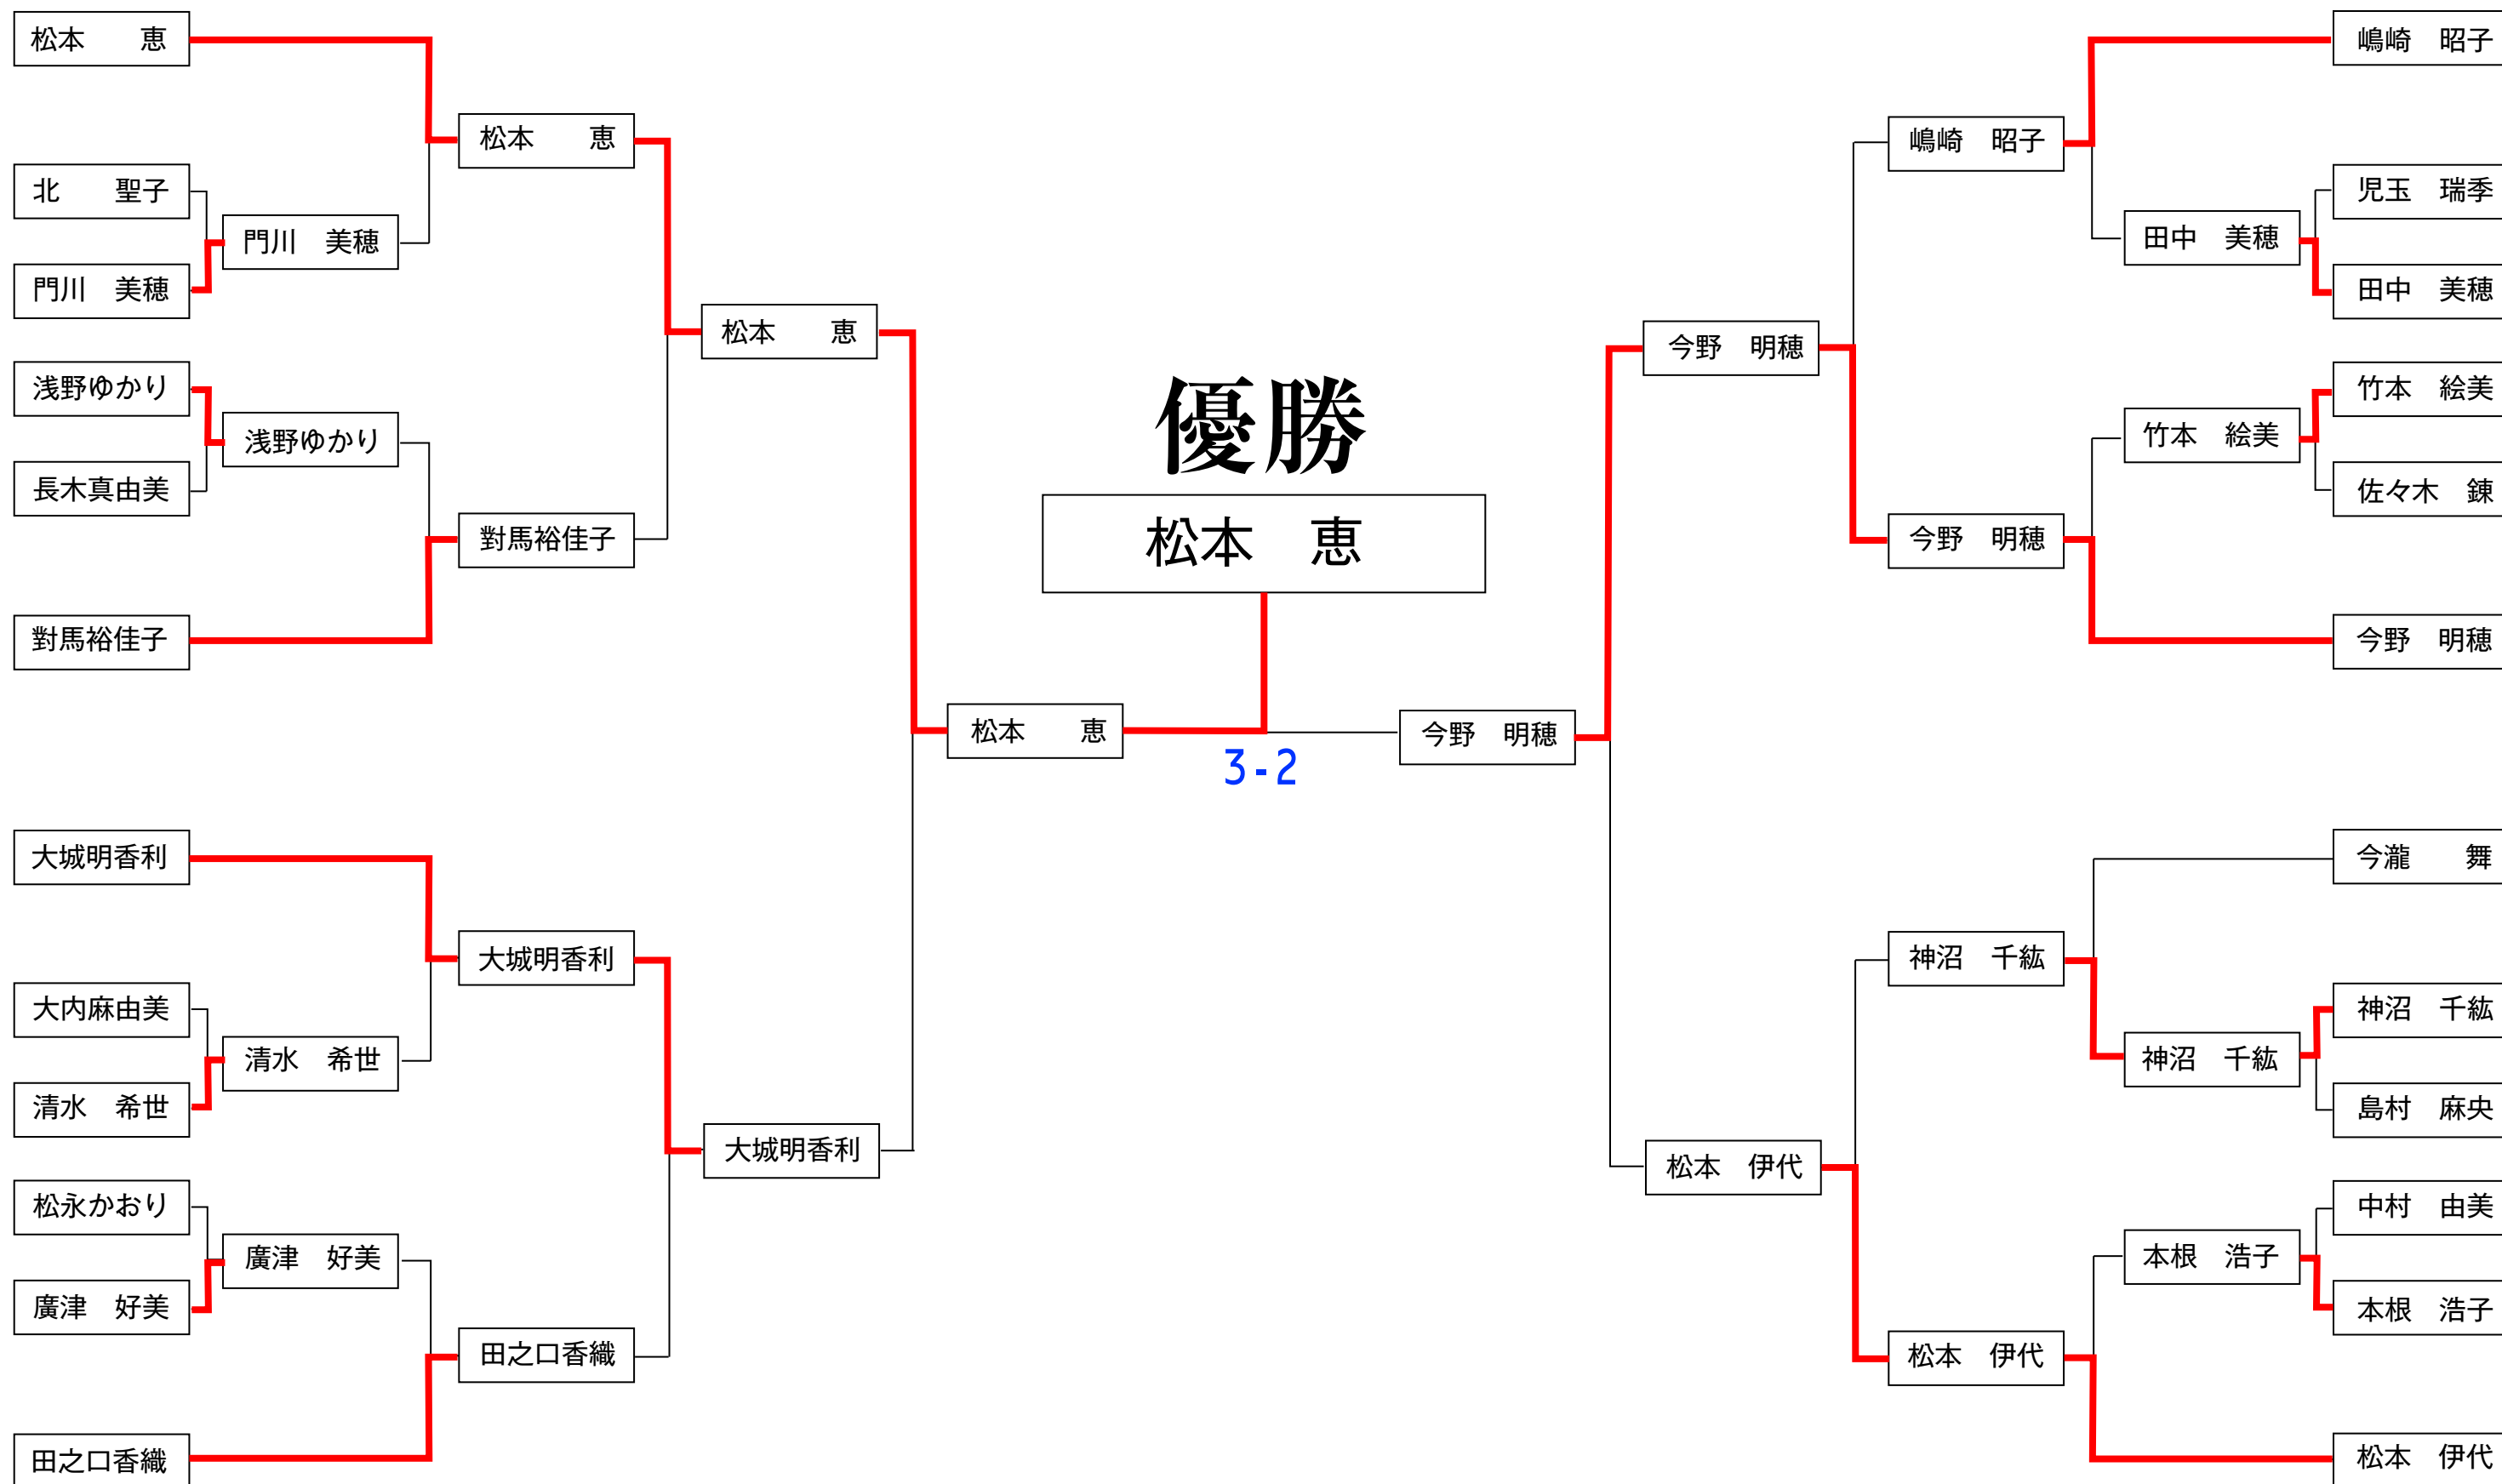 松本　　恵
北　　聖子
門川　美穂
浅野ゆかり
長木真由美
對馬裕佳子
大城明香利
大内麻由美
清水　希世
松永かおり
廣津　好美
田之口香織
門川　美穂
浅野ゆかり
清水　希世
廣津　好美
松本　　恵
對馬裕佳子
大城明香利
田之口香織
松本　　恵
大城明香利
松本　　恵
優勝
松本　恵
3-2
今野　明穂
今野　明穂
松本　伊代
嶋崎　昭子
今野　明穂
神沼　千紘
松本　伊代
田中　美穂
竹本　絵美
神沼　千紘
本根　浩子
嶋崎　昭子
児玉　瑞季
田中　美穂
竹本　絵美
佐々木　錬
今野　明穂
今瀧　　舞
神沼　千紘
島村　麻央
中村　由美
本根　浩子
松本　伊代